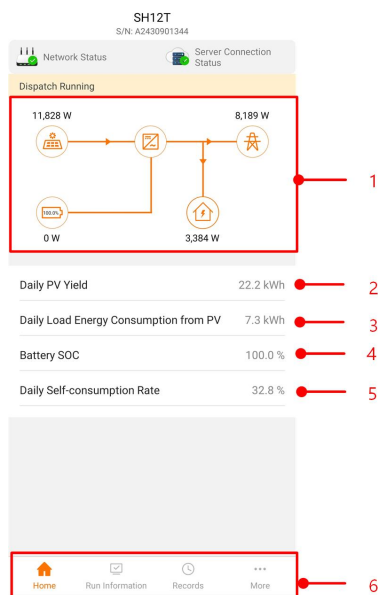 SH12T
S/N: A2430901344
Network Status
Server Connection
Status
Dispatch Running
11,828 W
8,189 W
100.0%
0 W
3,384 W
1
Daily PV Yield 22.2 kWh
2
Daily Load Energy Consumption from PV 7.3 kWh
3
Battery SOC 100.0 %
4
Daily Self-consumption Rate 32.8 %
5
Home Run Information Records More
6